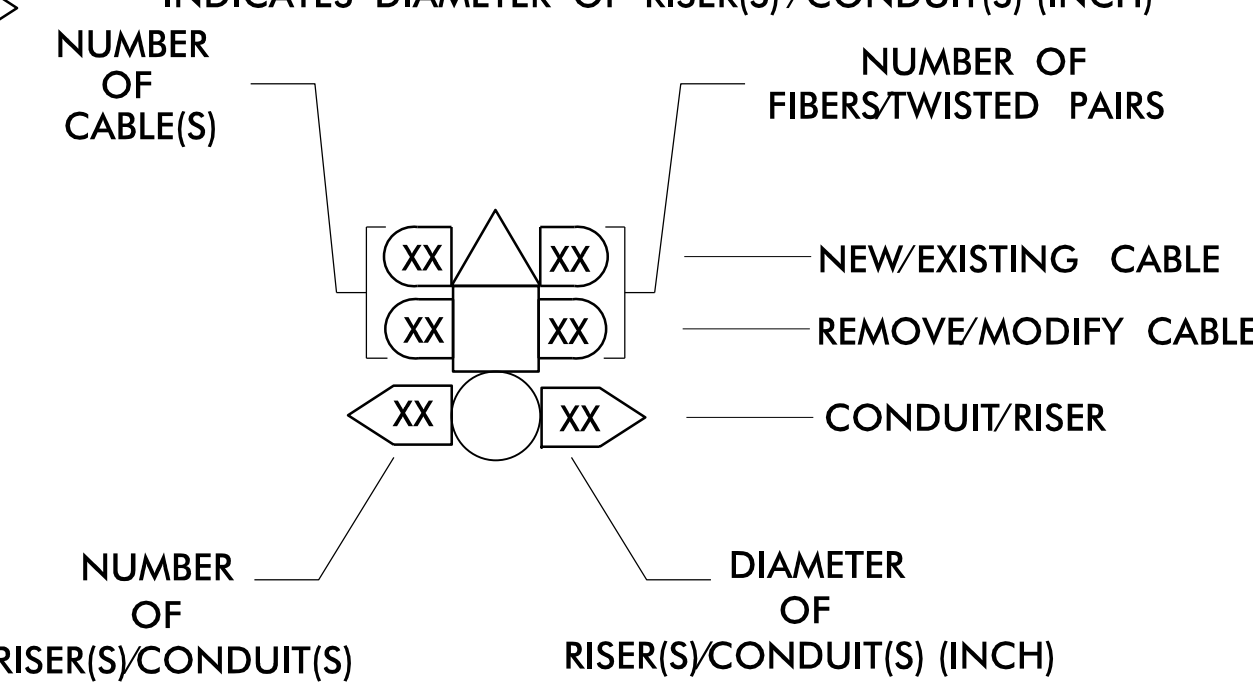 INDICATES DIAMETER OF RISER(S)/CONDUIT(S) (INCH)
NUMBER
OF
CABLE(S)
NUMBER OF
FIBERS/TWISTED PAIRS
XX XX
NEW/EXISTING CABLE
XX XX
REMOVE/MODIFY CABLE
XX XX
CONDUIT/RISER
NUMBER
OF
RISER(S)/CONDUIT(S)
DIAMETER
OF
RISER(S)/CONDUIT(S) (INCH)